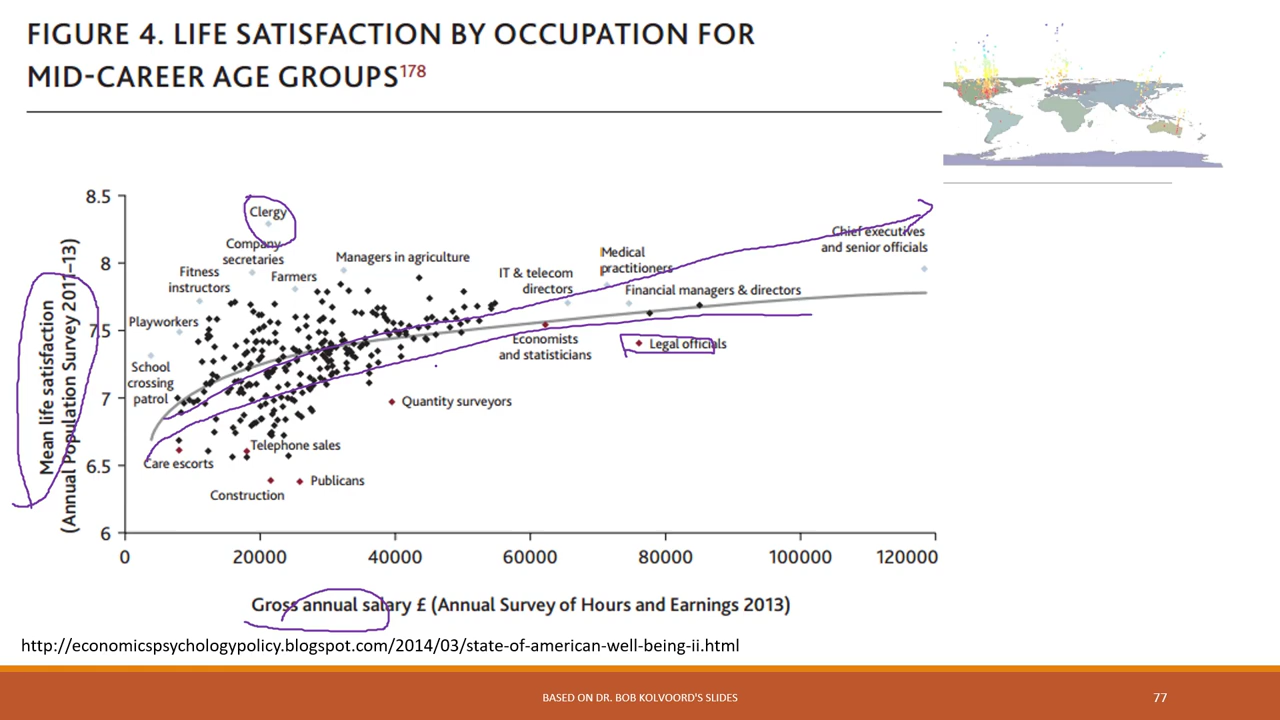 FIGURE 4. LIFE SATISFACTION BY OCCUPATION FOR
MID-CAREER AGE GROUPS178
Mean life satisfaction
(Annual Population Survey 2011–13)
8.5
8
7.5
7
6.5
6
Clergy
Company
secretaries
Managers in agriculture
Fitness
instructors
Farmers
Playworkers
School
crossing
patrol
IT & telecom
directors
Medical
practitioners
Chief executives
and senior officials
Financial managers & directors
Economists
and statisticians
Legal officials
Quantity surveyors
Telephone sales
Care escorts
Publicans
Construction
0
20000
40000
60000
80000
100000
120000
Gross annual salary £ (Annual Survey of Hours and Earnings 2013)
http://economicspsychologypolicy.blogspot.com/2014/03/state-of-american-well-being-ii.html
BASED ON DR. BOB KOLVOORD'S SLIDES
77